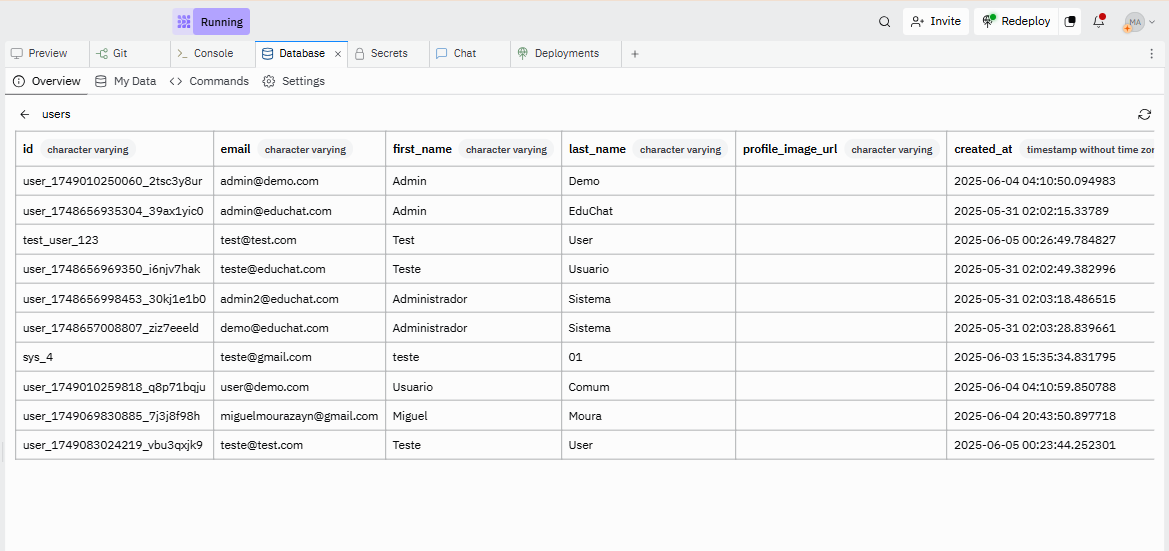 Running
Invite
Redeploy
MA
Preview
Git
Console
Database
Secrets
Chat
Deployments
Overview
My Data
Commands
Settings
users
id character varying email character varying first_name character varying last_name character varying profile_image_url character varying created_at timestamp without time zor
user_1749010250060_2tsc3y8ur admin@demo.com Admin Demo 2025-06-04 04:10:50.094983
user_1748656935304_39ax1yic0 admin@educhat.com Admin EduChat 2025-05-31 02:02:15.33789
test_user_123 test@test.com Test User 2025-06-05 00:26:49.784827
user_1748656969350_i6njv7hak teste@educhat.com Teste Usuario 2025-05-31 02:02:49.382996
user_1748656998453_30kj1e1b0 admin2@educhat.com Administrador Sistema 2025-05-31 02:03:18.486515
user_1748657008807_ziz7eeeld demo@educhat.com Administrador Sistema 2025-05-31 02:03:28.839661
sys_4 teste@gmail.com teste 01 2025-06-03 15:35:34.831795
user_1749010259818_q8p71bqju user@demo.com Usuario Comum 2025-06-04 04:10:59.850788
user_1749069830885_7j3j8f98h miguelmourazayn@gmail.com Miguel Moura 2025-06-04 20:43:50.897718
user_1749083024219_vbu3qxjk9 teste@test.com Teste User 2025-06-05 00:23:44.252301